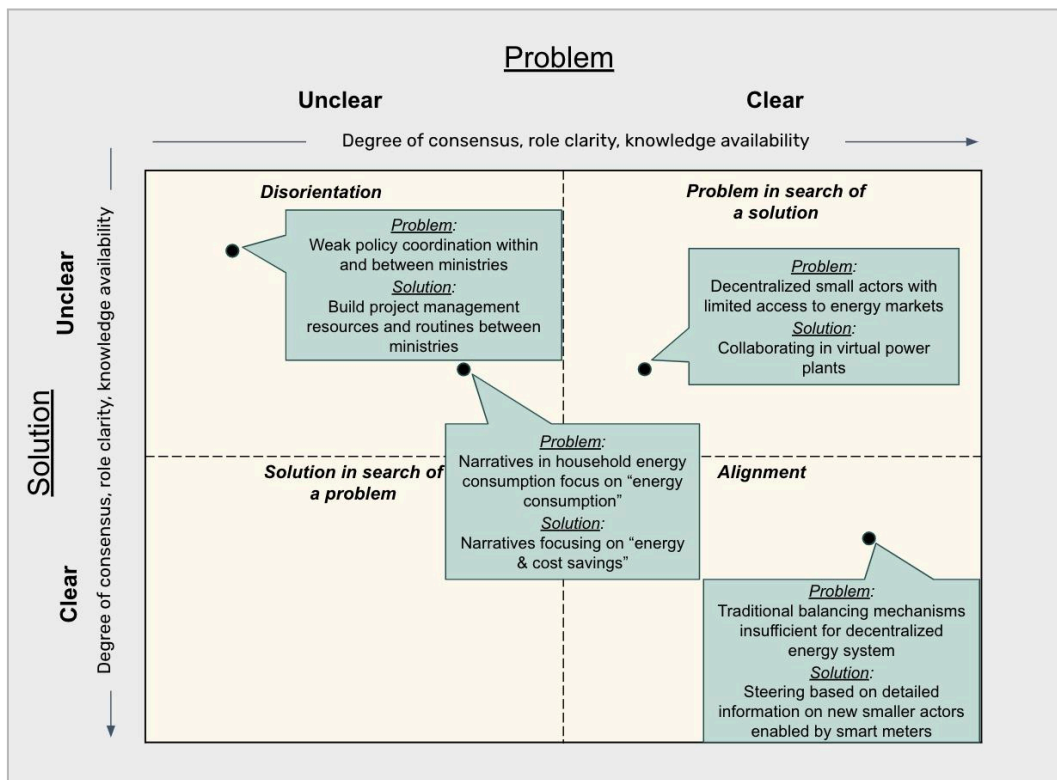 Problem
Unclear
Clear
Degree of consensus, role clarity, knowledge availability
Solution
Unclear
Clear
Degree of consensus, role clarity, knowledge availability
Disorientation
Problem:
Weak policy coordination within
and between ministries
Solution:
Build project management
resources and routines between
ministries
Problem in search of
a solution
Problem:
Decentralized small actors with
limited access to energy markets
Solution:
Collaborating in virtual power
plants
Solution in search of
a problem
Problem:
Narratives in household energy
consumption focus on “energy
consumption”
Solution:
Narratives focusing on “energy
& cost savings”
Alignment
Problem:
Traditional balancing mechanisms
insufficient for decentralized
energy system
Solution:
Steering based on detailed
information on new smaller actors
enabled by smart meters